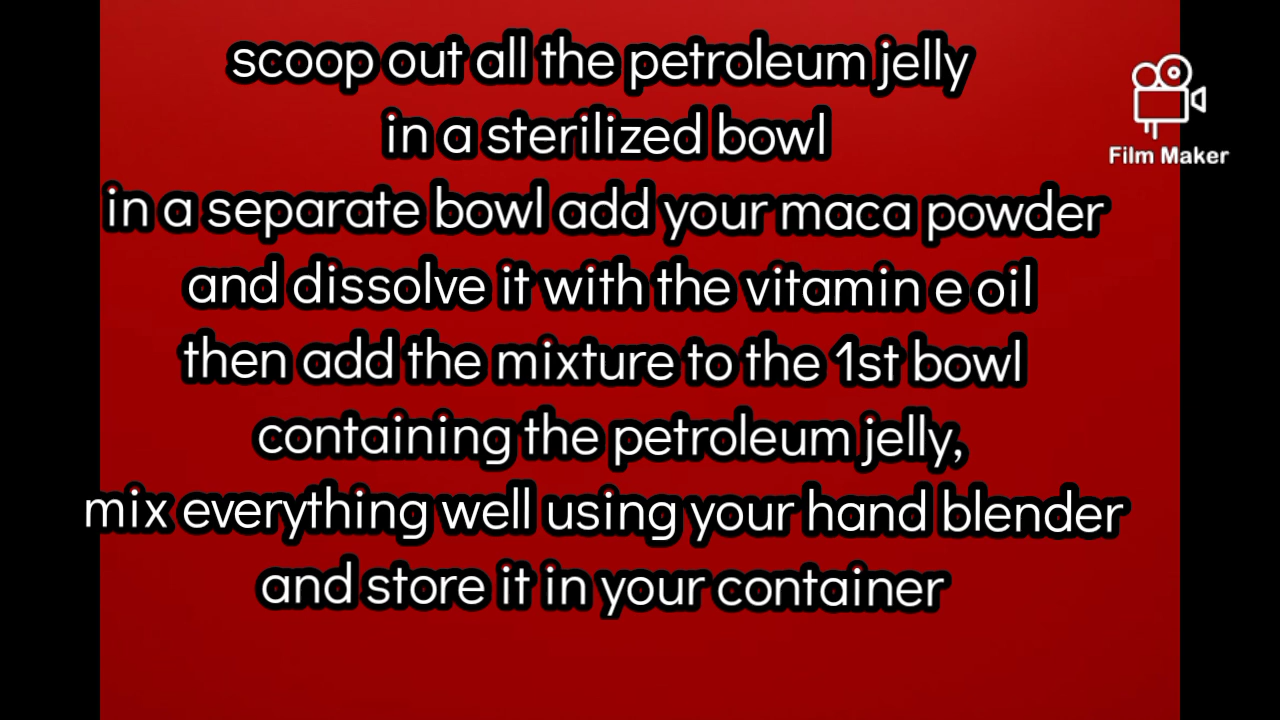 scoop out all the petroleum jelly
in a sterilized bowl
in a separate bowl add your maca powder
and dissolve it with the vitamin e oil
then add the mixture to the 1st bowl
containing the petroleum jelly,
mix everything well using your hand blender
and store it in your container
Film Maker